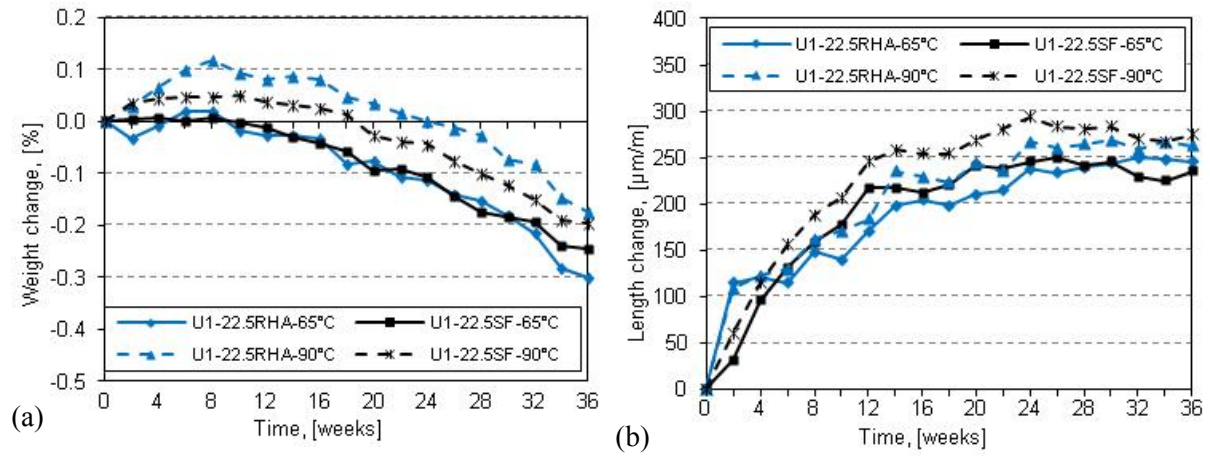 0.2
0.1
0.0
-0.1
-0.2
-0.3
-0.4
-0.5
Weight change, [%]
U1-22.5RHA-65°C
U1-22.5SF-65°C
U1-22.5RHA-90°C
U1-22.5SF-90°C
0 4 8 12 16 20 24 28 32 36
Time, [weeks]
(a)
400
350
300
250
200
150
100
50
0
Length change, [µm/m]
U1-22.5RHA-65°C
U1-22.5SF-65°C
U1-22.5RHA-90°C
U1-22.5SF-90°C
0 4 8 12 16 20 24 28 32 36
Time, [weeks]
(b)